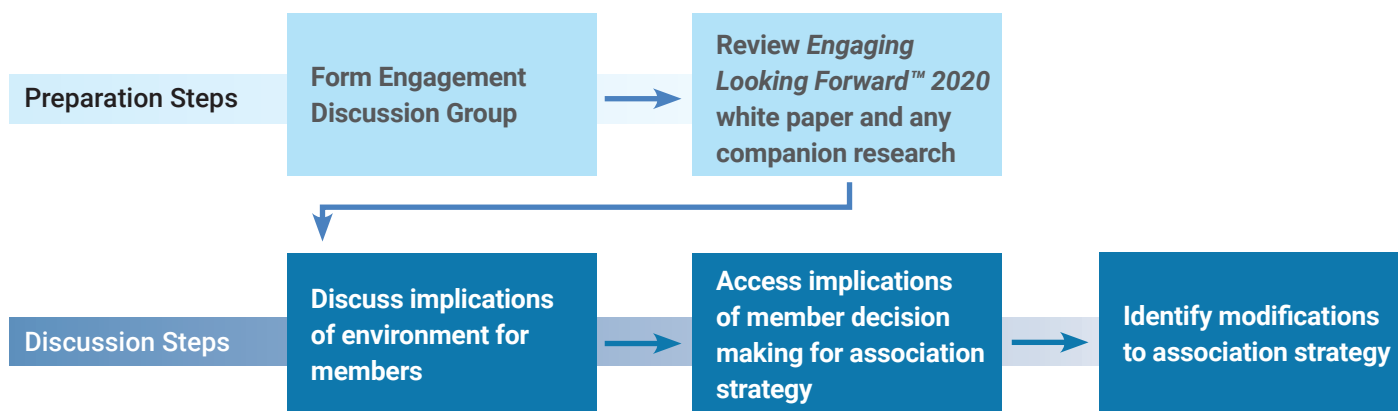 Preparation Steps
Form Engagement
Discussion Group
Review Engaging
Looking Forward™ 2020
white paper and any
companion research
Discussion Steps
Discuss implications
of environment for
members
Access implications
of member decision
making for association
strategy
Identify modifications
to association strategy